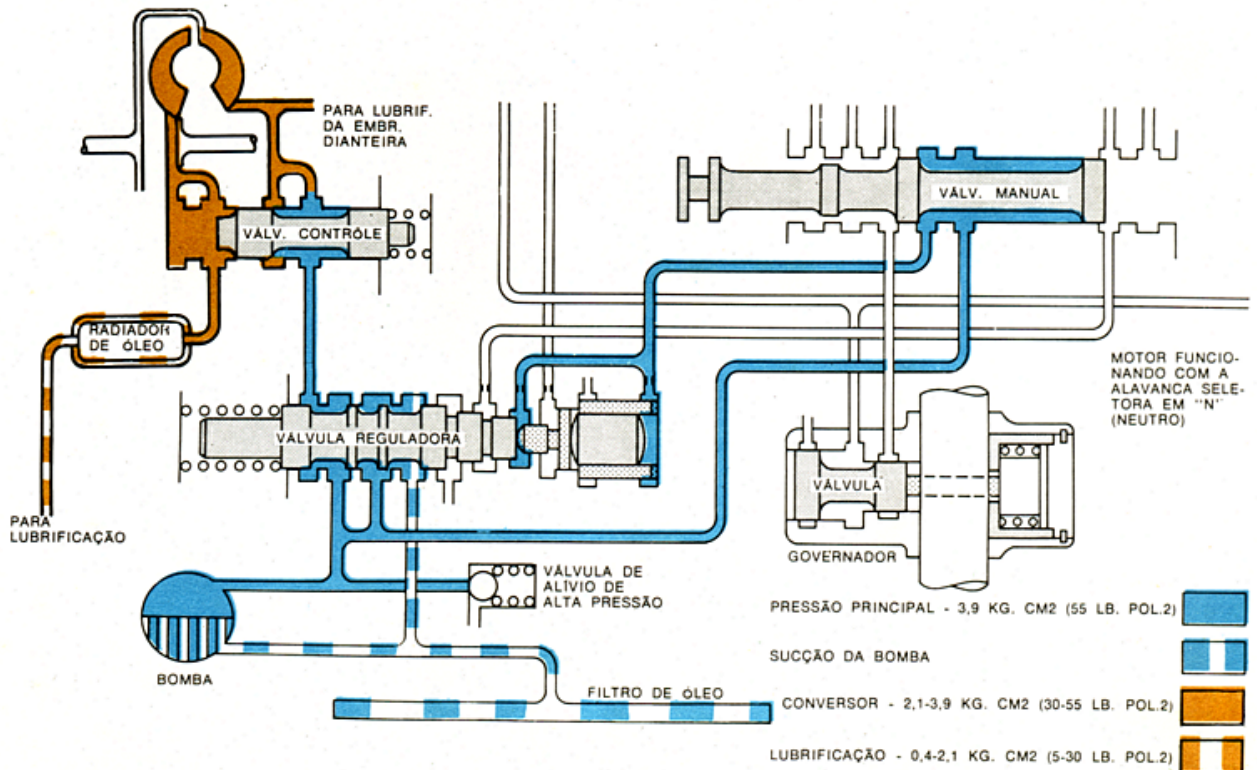 PARA LUBRIF.
DA EMBR.
DIANTEIRA
VÁLV. MANUAL
VÁLV. CONTRÔLE
RADIADOR
DE ÓLEO
MOTOR FUNCIO-
NANDO COM A
ALAVANCA SELE-
TORA EM "N"
(NEUTRO)
VÁLVULA REGULADORA
VÁLVULA
PARA
LUBRIFICAÇÃO
GOVERNADOR
VÁLVULA DE
ALÍVIO DE
ALTA PRESSÃO
PRESSÃO PRINCIPAL - 3,9 KG. CM2 (55 LB. POL.2)
SUCÇÃO DA BOMBA
BOMBA
FILTRO DE ÓLEO
CONVERSOR - 2,1-3,9 KG. CM2 (30-55 LB. POL.2)
LUBRIFICAÇÃO - 0,4-2,1 KG. CM2 (5-30 LB. POL.2)